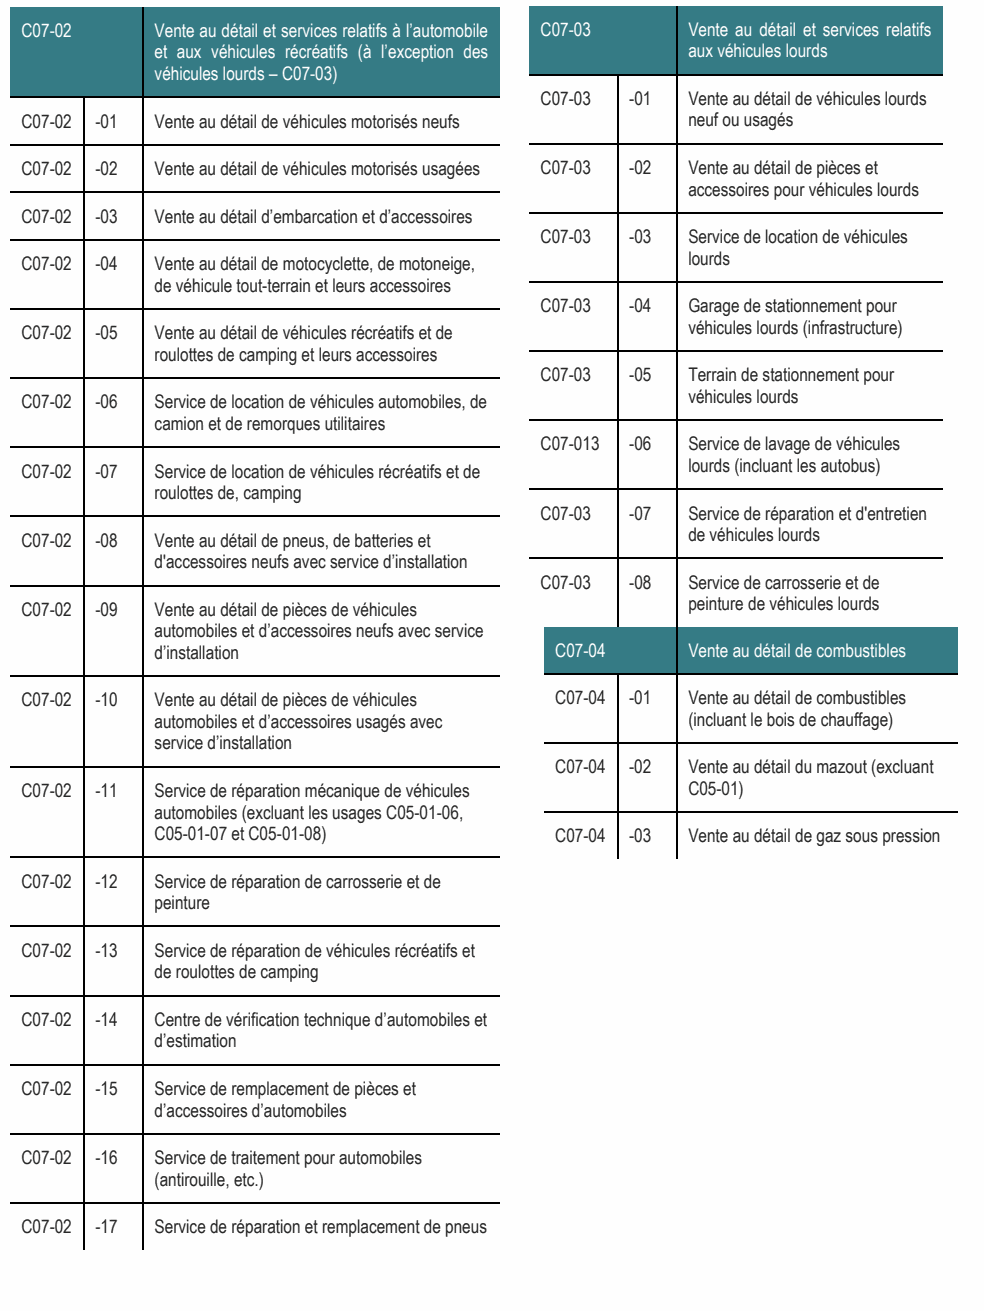 C07-02 Vente au détail et services relatifs à l’automobile
et aux véhicules récréatifs (à l’exception des
véhicules lourds – C07-03)
C07-02 -01 Vente au détail de véhicules motorisés neufs
C07-02 -02 Vente au détail de véhicules motorisés usagées
C07-02 -03 Vente au détail d’embarcation et d’accessoires
C07-02 -04 Vente au détail de motocyclette, de motoneige,
de véhicule tout-terrain et leurs accessoires
C07-02 -05 Vente au détail de véhicules récréatifs et de
roulottes de camping et leurs accessoires
C07-02 -06 Service de location de véhicules automobiles, de
camion et de remorques utilitaires
C07-02 -07 Service de location de véhicules récréatifs et de
roulottes de, camping
C07-02 -08 Vente au détail de pneus, de batteries et
d'accessoires neufs avec service d’installation
C07-02 -09 Vente au détail de pièces de véhicules
automobiles et d’accessoires neufs avec service
d’installation
C07-02 -10 Vente au détail de pièces de véhicules
automobiles et d’accessoires usagés avec
service d’installation
C07-02 -11 Service de réparation mécanique de véhicules
automobiles (excluant les usages C05-01-06,
C05-01-07 et C05-01-08)
C07-02 -12 Service de réparation de carrosserie et de
peinture
C07-02 -13 Service de réparation de véhicules récréatifs et
de roulottes de camping
C07-02 -14 Centre de vérification technique d’automobiles et
d’estimation
C07-02 -15 Service de remplacement de pièces et
d’accessoires d’automobiles
C07-02 -16 Service de traitement pour automobiles
(antirouille, etc.)
C07-02 -17 Service de réparation et remplacement de pneus
C07-03 Vente au détail et services relatifs
aux véhicules lourds
C07-03 -01 Vente au détail de véhicules lourds
neuf ou usagés
C07-03 -02 Vente au détail de pièces et
accessoires pour véhicules lourds
C07-03 -03 Service de location de véhicules
lourds
C07-03 -04 Garage de stationnement pour
véhicules lourds (infrastructure)
C07-03 -05 Terrain de stationnement pour
véhicules lourds
C07-013 -06 Service de lavage de véhicules
lourds (incluant les autobus)
C07-03 -07 Service de réparation et d'entretien
de véhicules lourds
C07-03 -08 Service de carrosserie et de
peinture de véhicules lourds
C07-04 Vente au détail de combustibles
C07-04 -01 Vente au détail de combustibles
(incluant le bois de chauffage)
C07-04 -02 Vente au détail du mazout (excluant
C05-01)
C07-04 -03 Vente au détail de gaz sous pression